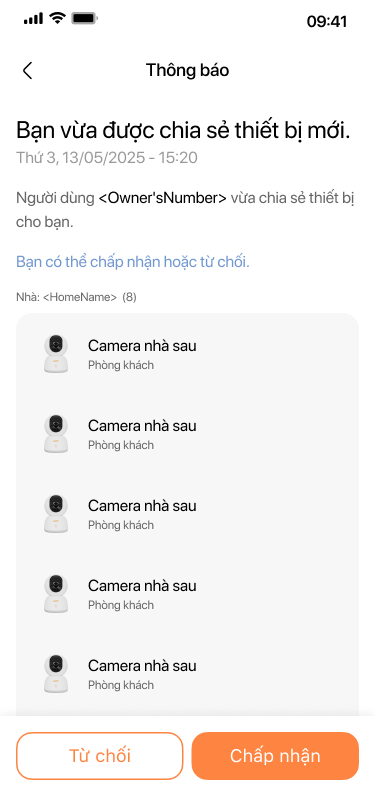 09:41
Thông báo
Bạn vừa được chia sẻ thiết bị mới.
Thứ 3, 13/05/2025 - 15:20
Người dùng <Owner'sNumber> vừa chia sẻ thiết bị
cho bạn.
Bạn có thể chấp nhận hoặc từ chối.
Nhà: <HomeName> (8)
Camera nhà sau
Phòng khách
Camera nhà sau
Phòng khách
Camera nhà sau
Phòng khách
Camera nhà sau
Phòng khách
Camera nhà sau
Phòng khách
Từ chối
Chấp nhận